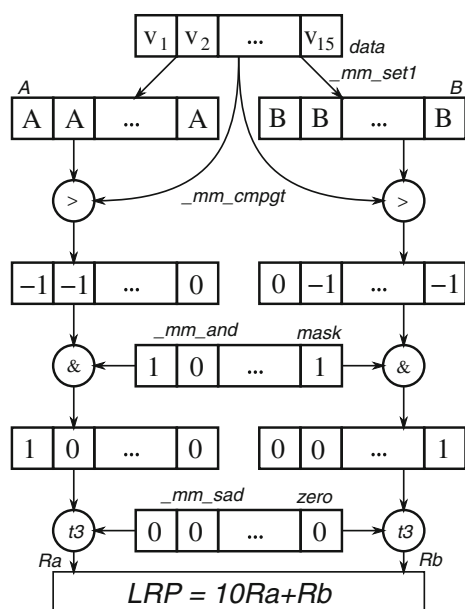 v1 v2 ... v15 data
_mm_set1
A B
A A ... A B B ... B
> >
_mm_cmpgt
−1 −1 ... 0 0 −1 ... −1
_mm_and mask
& 1 0 ... 1 &
1 0 ... 0 0 0 ... 1
_mm_sad zero
t3 0 0 ... 0 t3
Ra Rb
LRP = 10Ra+Rb